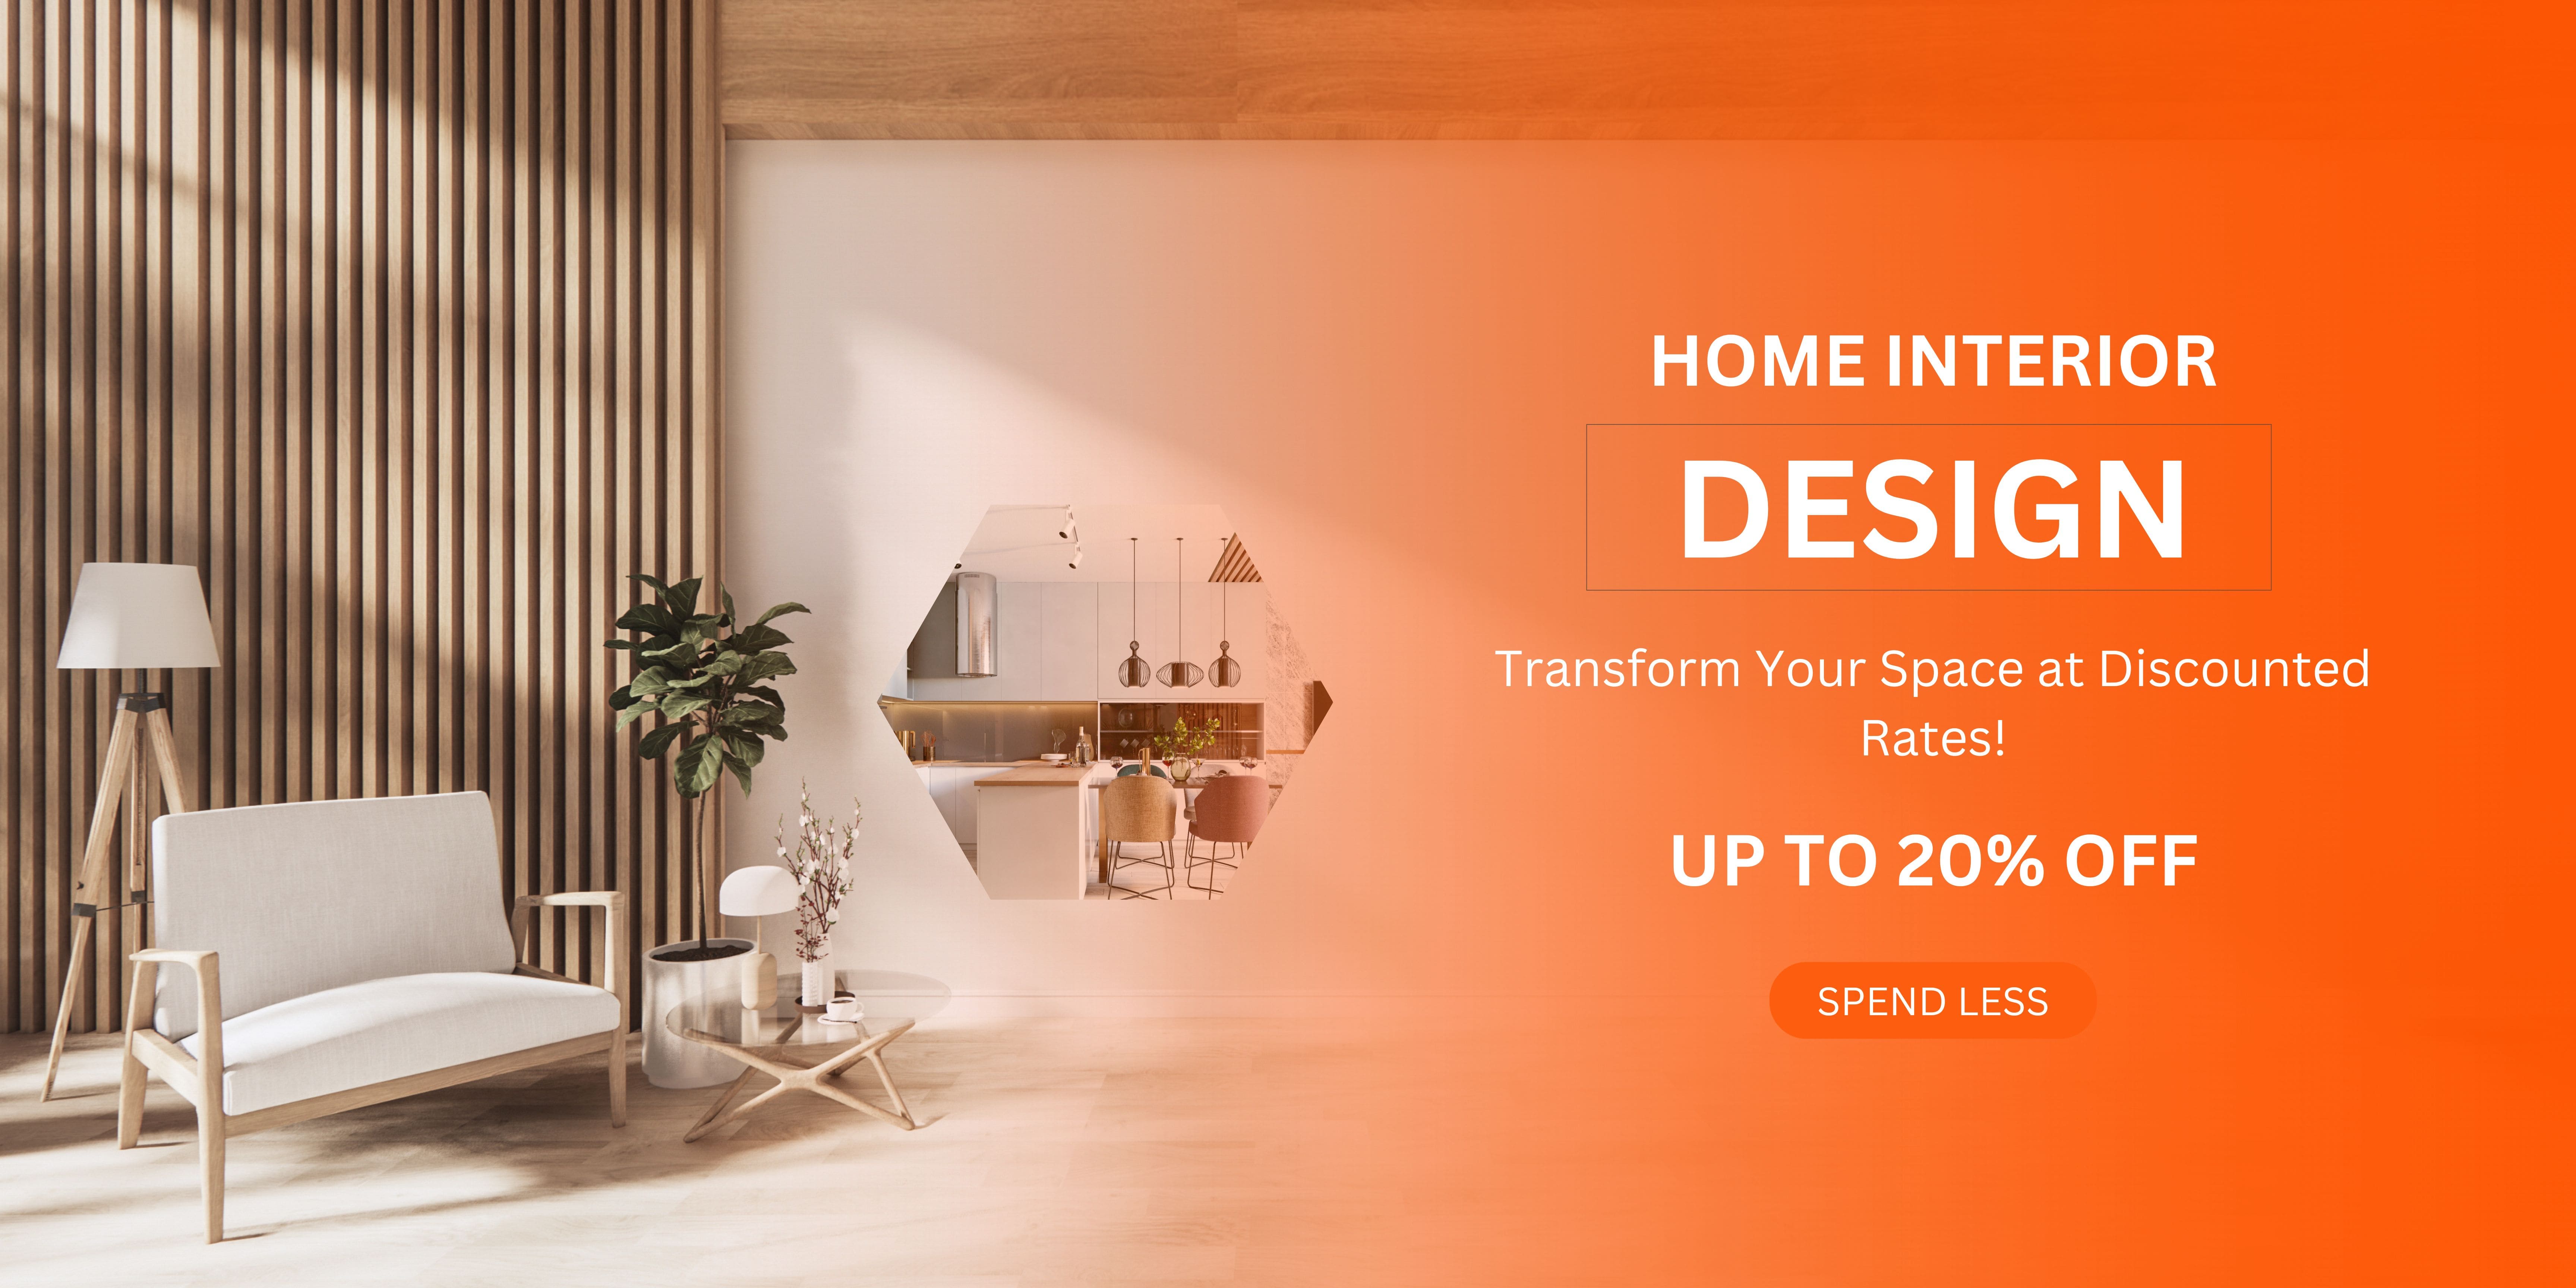 HOME INTERIOR
DESIGN
Transform Your Space at Discounted
Rates!
UP TO 20% OFF
SPEND LESS